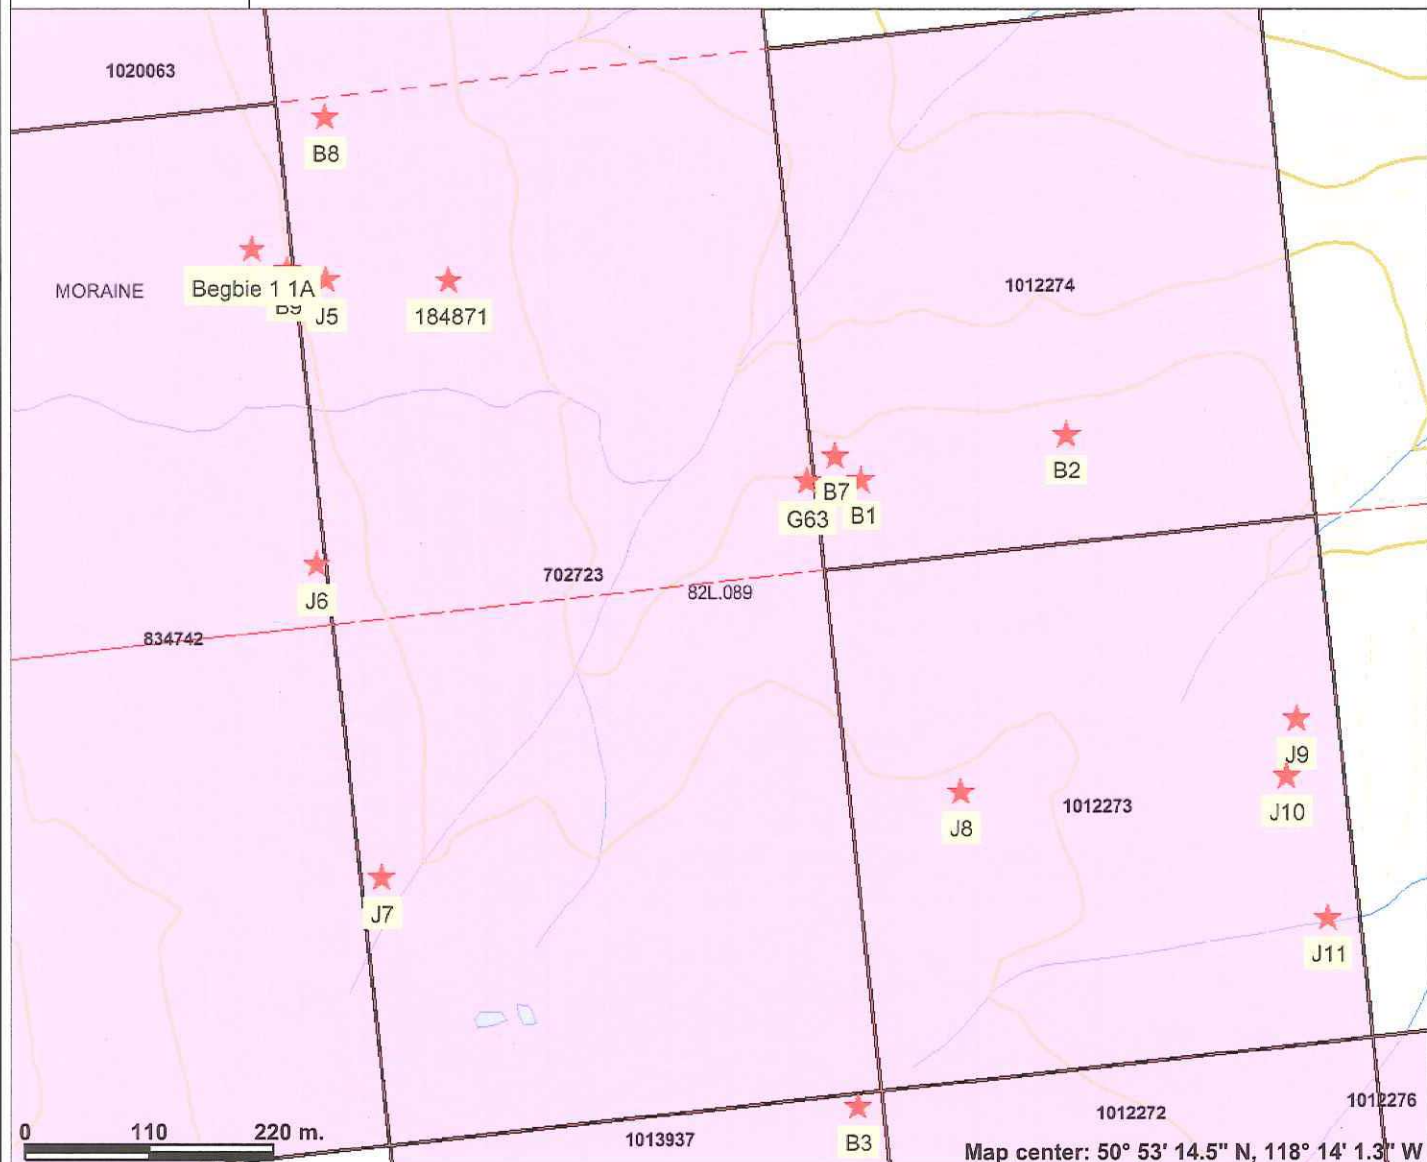 1020063
B8
MORAINE
Begbie 1 1A
B9
J5
184871
1012274
B2
B7
G63
B1
J6
702723
82L.089
834742
J9
1012273
J10
J8
J7
J11
0 110 220 m.
1013937
B3
1012272
1012276
Map center: 50° 53' 14.5" N, 118° 14' 1.3" W